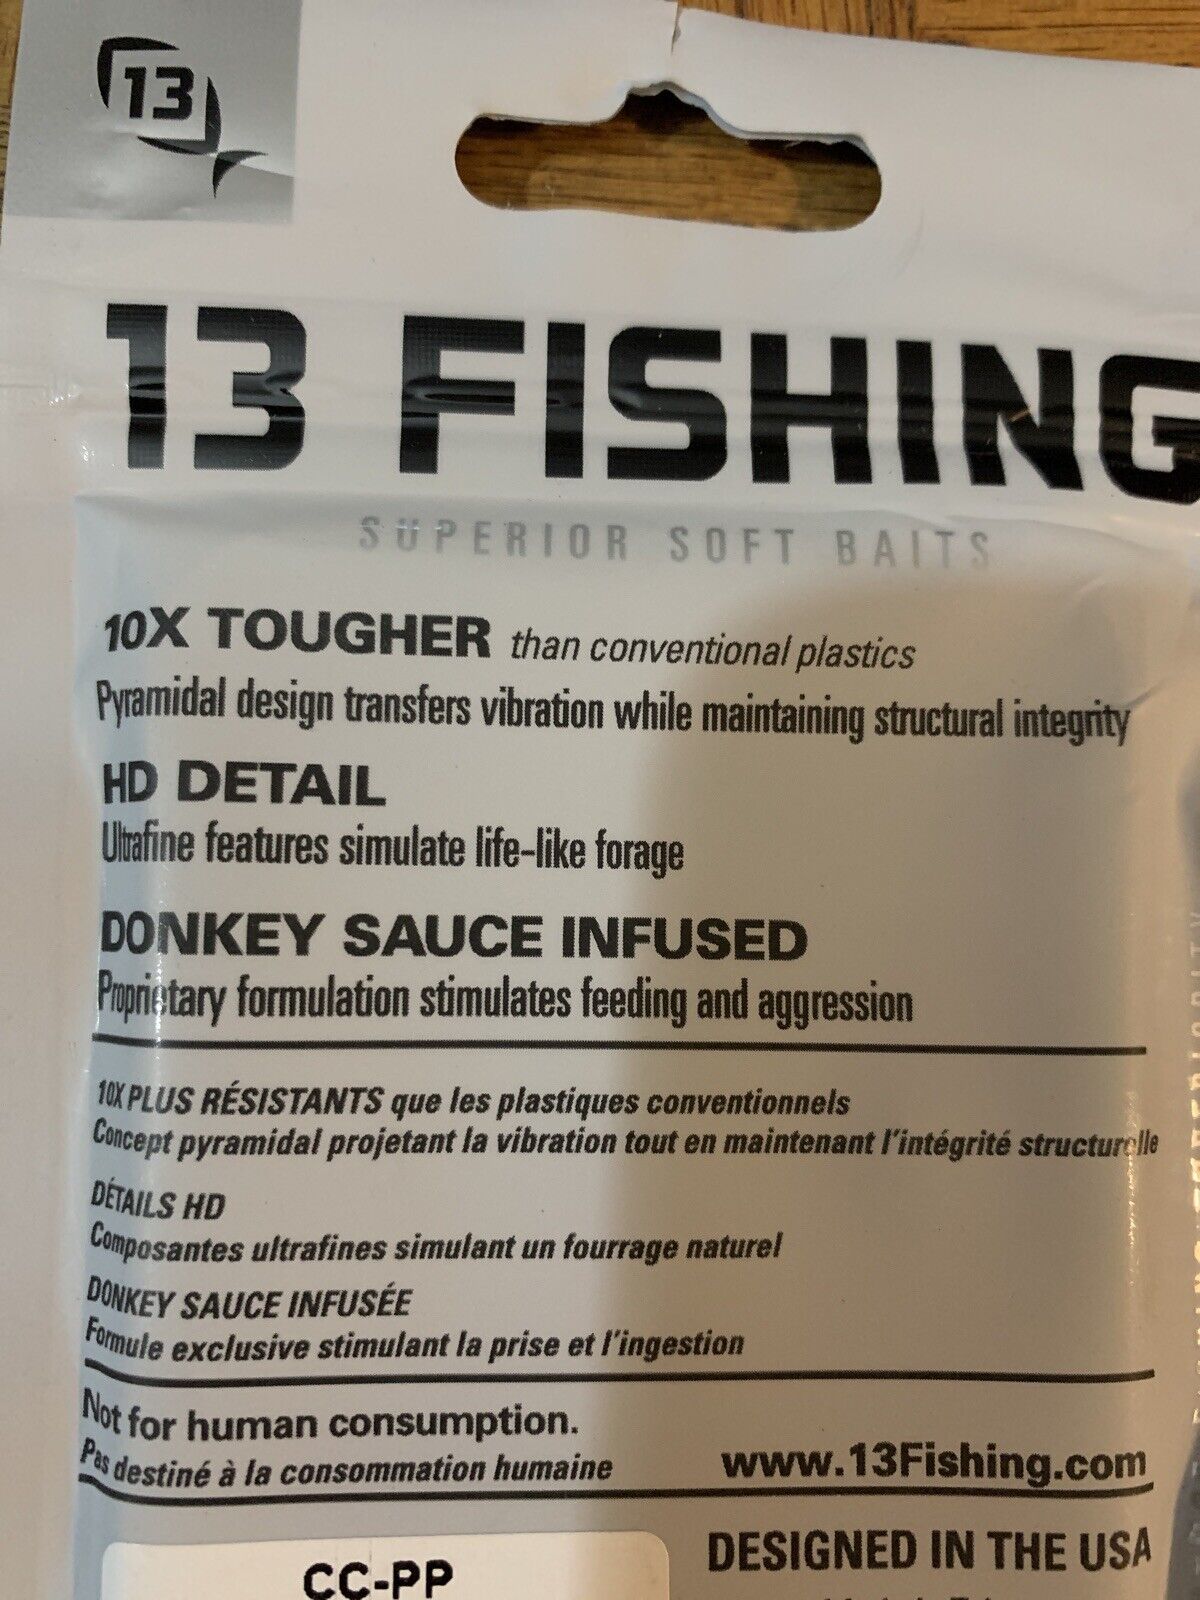 13
13 FISHING
SUPERIOR SOFT BAITS
10X TOUGHER than conventional plastics
Pyramidal design transfers vibration while maintaining structural integrity
HD DETAIL
Ultrafine features simulate life-like forage
DONKEY SAUCE INFUSED
Proprietary formulation stimulates feeding and aggression
10X PLUS RÉSISTANTS que les plastiques conventionnels
Concept pyramidal projetant la vibration tout en maintenant l'intégrité structurelle
DÉTAILS HD
Composantes ultrafines simulant un fourrage naturel
DONKEY SAUCE INFUSÉE
Formule exclusive stimulant la prise et l'ingestion
Not for human consumption.
Pas destiné à la consommation humaine
www.13Fishing.com
DESIGNED IN THE USA
CC-PP